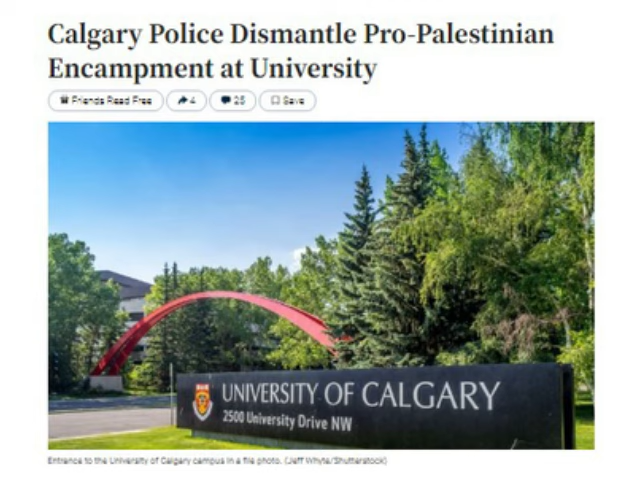 Calgary Police Dismantle Pro-Palestinian
Encampment at University
Friends Read Free
4
25
Save
UNIVERSITY OF CALGARY
2500 University Drive NW
Entrance to the University of Calgary campus in a file photo. (Jeff Whyte/Shutterstock)